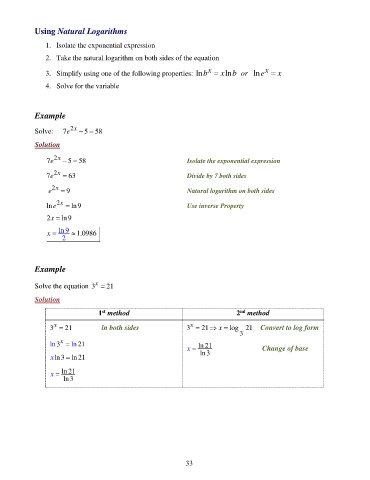 Using Natural Logarithms
1. Isolate the exponential expression
2. Take the natural logarithm on both sides of the equation
3. Simplify using one of the following properties: ln b^x = x ln b or ln e^x = x
4. Solve for the variable
Example
Solve: 7e^{2x} − 5 = 58
Solution
7e^{2x} − 5 = 58 Isolate the exponential expression
7e^{2x} = 63 Divide by 7 both sides
e^{2x} = 9 Natural logarithm on both sides
ln e^{2x} = ln 9 Use inverse Property
2x = ln 9
x = \frac{ln 9}{2} ≈ 1.0986
Example
Solve the equation 3^x = 21
Solution
1st method 2nd method
3^x = 21 ln both sides 3^x = 21 ⇒ x = log_3 21 Convert to log form
ln 3^x = ln 21 x = \frac{ln 21}{ln 3} Change of base
x ln 3 = ln 21
x = \frac{ln 21}{ln 3}
33